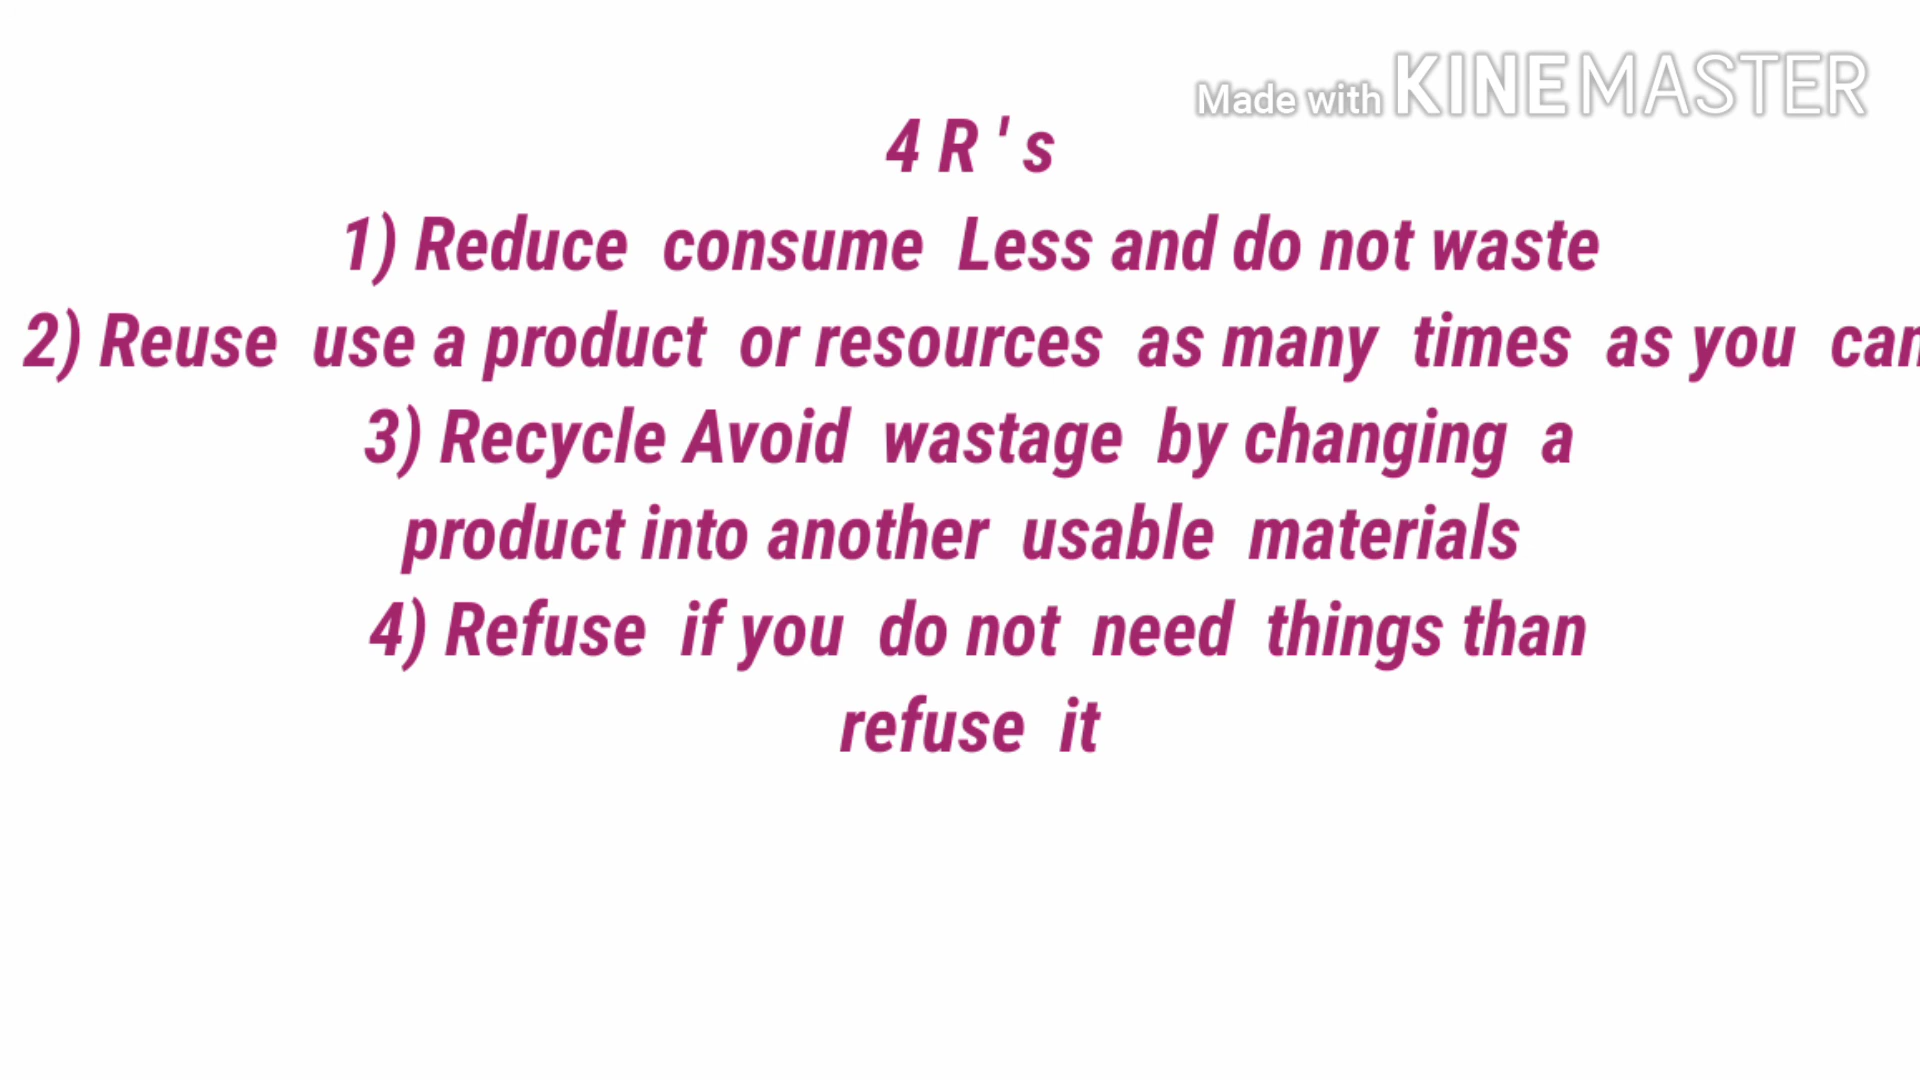 Made with KINEMASTER
4 R ' s
1) Reduce consume Less and do not waste
2) Reuse use a product or resources as many times as you can
3) Recycle Avoid wastage by changing a
product into another usable materials
4) Refuse if you do not need things than
refuse it